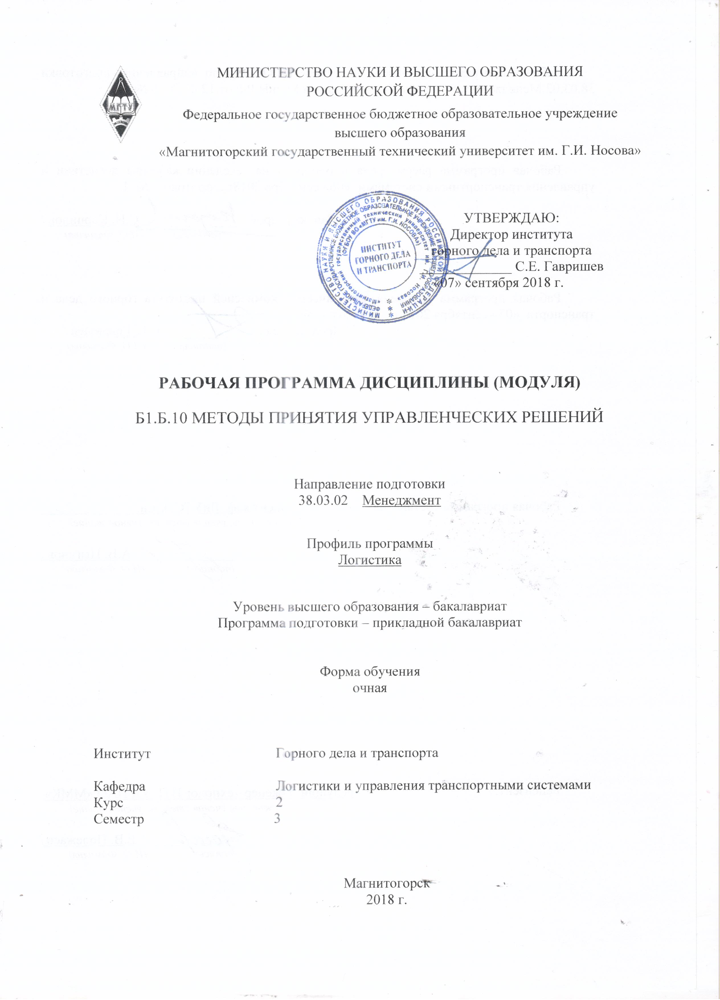 МИНИСТЕРСТВО НАУКИ И ВЫСШЕГО ОБРАЗОВАНИЯ
РОССИЙСКОЙ ФЕДЕРАЦИИ
Федеральное государственное бюджетное образовательное учреждение
высшего образования
«Магнитогорский государственный технический университет им. Г.И. Носова»
МГТУ
УТВЕРЖДАЮ:
Директор института
горного дела и транспорта
С.Е. Гавришев
«07» сентября 2018 г.
МИНИСТЕРСТВО НАУКИ И ВЫСШЕГО ОБРАЗОВАНИЯ РОССИЙСКОЙ ФЕДЕРАЦИИ
ФЕДЕРАЛЬНОЕ ГОСУДАРСТВЕННОЕ БЮДЖЕТНОЕ ОБРАЗОВАТЕЛЬНОЕ УЧРЕЖДЕНИЕ ВЫСШЕГО ОБРАЗОВАНИЯ
«Магнитогорский государственный технический университет им. Г.И. Носова»
(ФГБОУ ВО «МГТУ им. Г.И. НОСОВА»)
ИНСТИТУТ
ГОРНОГО ДЕЛА
И ТРАНСПОРТА
РАБОЧАЯ ПРОГРАММА ДИСЦИПЛИНЫ (МОДУЛЯ)
Б1.Б.10 МЕТОДЫ ПРИНЯТИЯ УПРАВЛЕНЧЕСКИХ РЕШЕНИЙ
Направление подготовки
38.03.02 Менеджмент
Профиль программы
Логистика
Уровень высшего образования – бакалавриат
Программа подготовки – прикладной бакалавриат
Форма обучения
очная
Институт Горного дела и транспорта
Кафедра Логистики и управления транспортными системами
Курс 2
Семестр 3
Магнитогорск
2018 г.